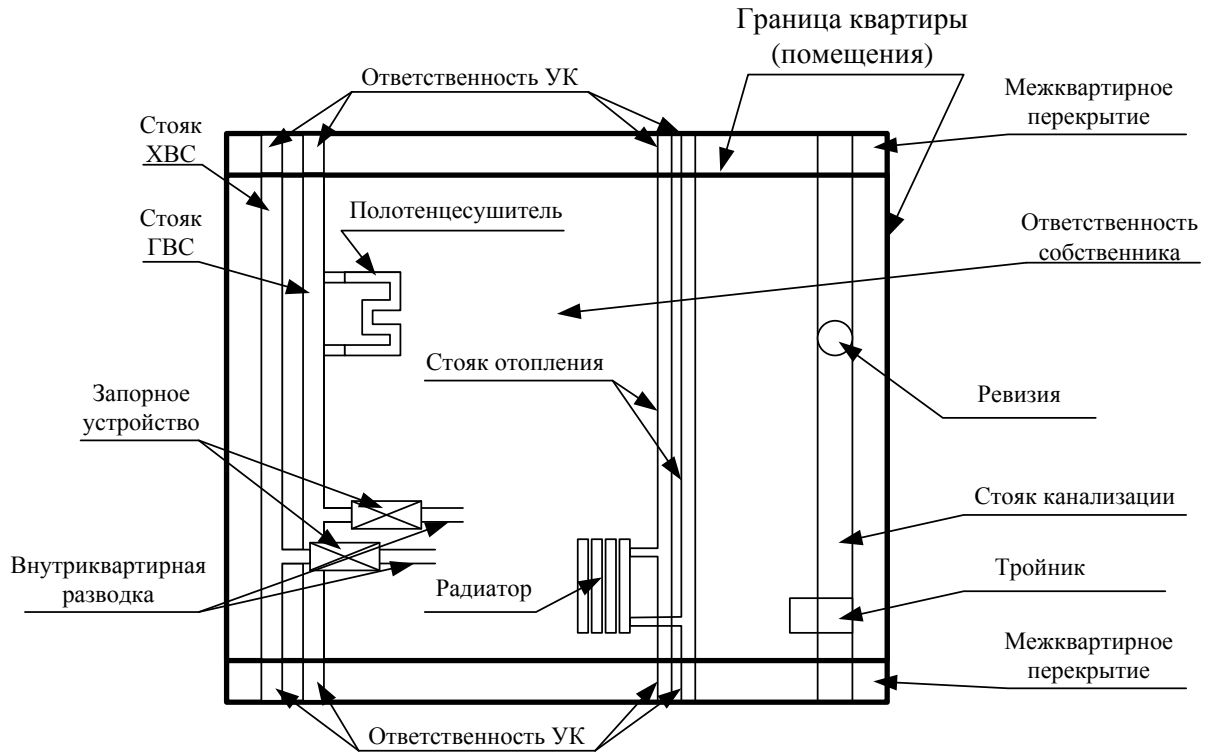 Граница квартиры
(помещения)
Ответственность УК
Межквартирное
перекрытие
Стояк
ХВС
Стояк
ГВС
Полотенцесушитель
Ответственность
собственника
Стояк отопления
Запорное
устройство
Ревизия
Стояк канализации
Внутриквартирная
разводка
Радиатор
Тройник
Межквартирное
перекрытие
Ответственность УК